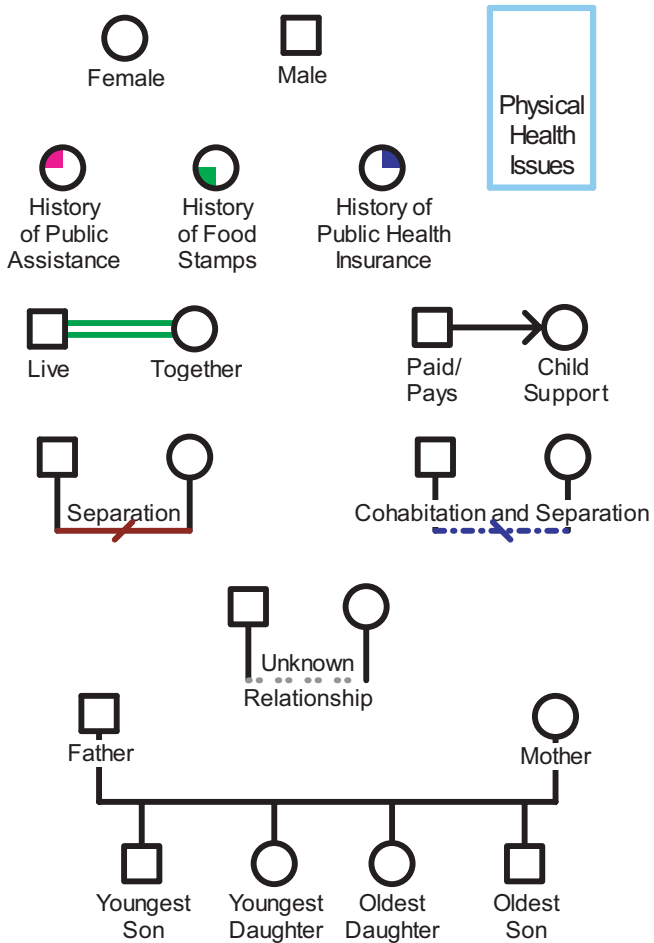 Female
Male
Physical
Health
Issues
History
of Public
Assistance
History
of Food
Stamps
History of
Public Health
Insurance
Live
Together
Paid/
Pays
Child
Support
Separation
Cohabitation and Separation
Unknown
Relationship
Father
Mother
Youngest
Son
Youngest
Daughter
Oldest
Daughter
Oldest
Son